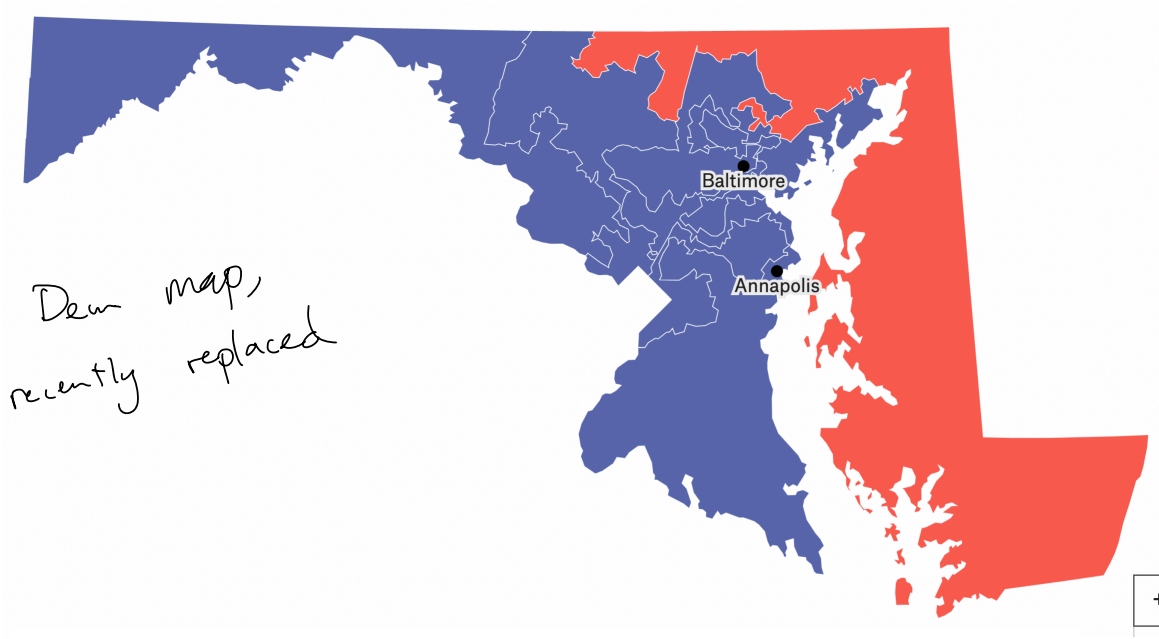 Baltimore
Annapolis
Dem map,
recently replaced
+